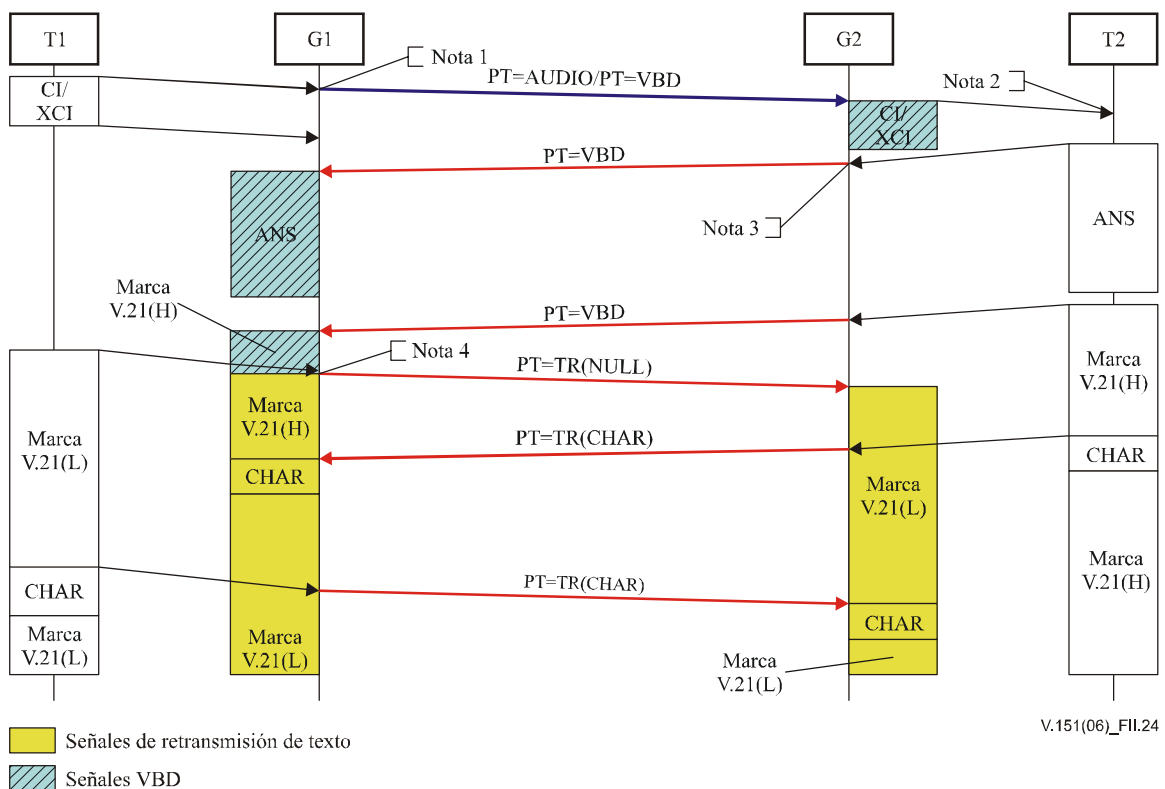 T1
G1
G2
T2
Nota 1
CI/
XCI
PT=AUDIO/PT=VBD
Nota 2
CI/
XCI
PT=VBD
ANS
Nota 3
ANS
Marca
V.21(H)
PT=VBD
Nota 4
PT=TR(NULL)
Marca
V.21(H)
Marca
V.21(H)
Marca
V.21(L)
PT=TR(CHAR)
CHAR
CHAR
Marca
V.21(L)
Marca
V.21(H)
CHAR
PT=TR(CHAR)
CHAR
Marca
V.21(L)
Marca
V.21(L)
Marca
V.21(L)
V.151(06)_FII.24
Señales de retransmisión de texto
Señales VBD